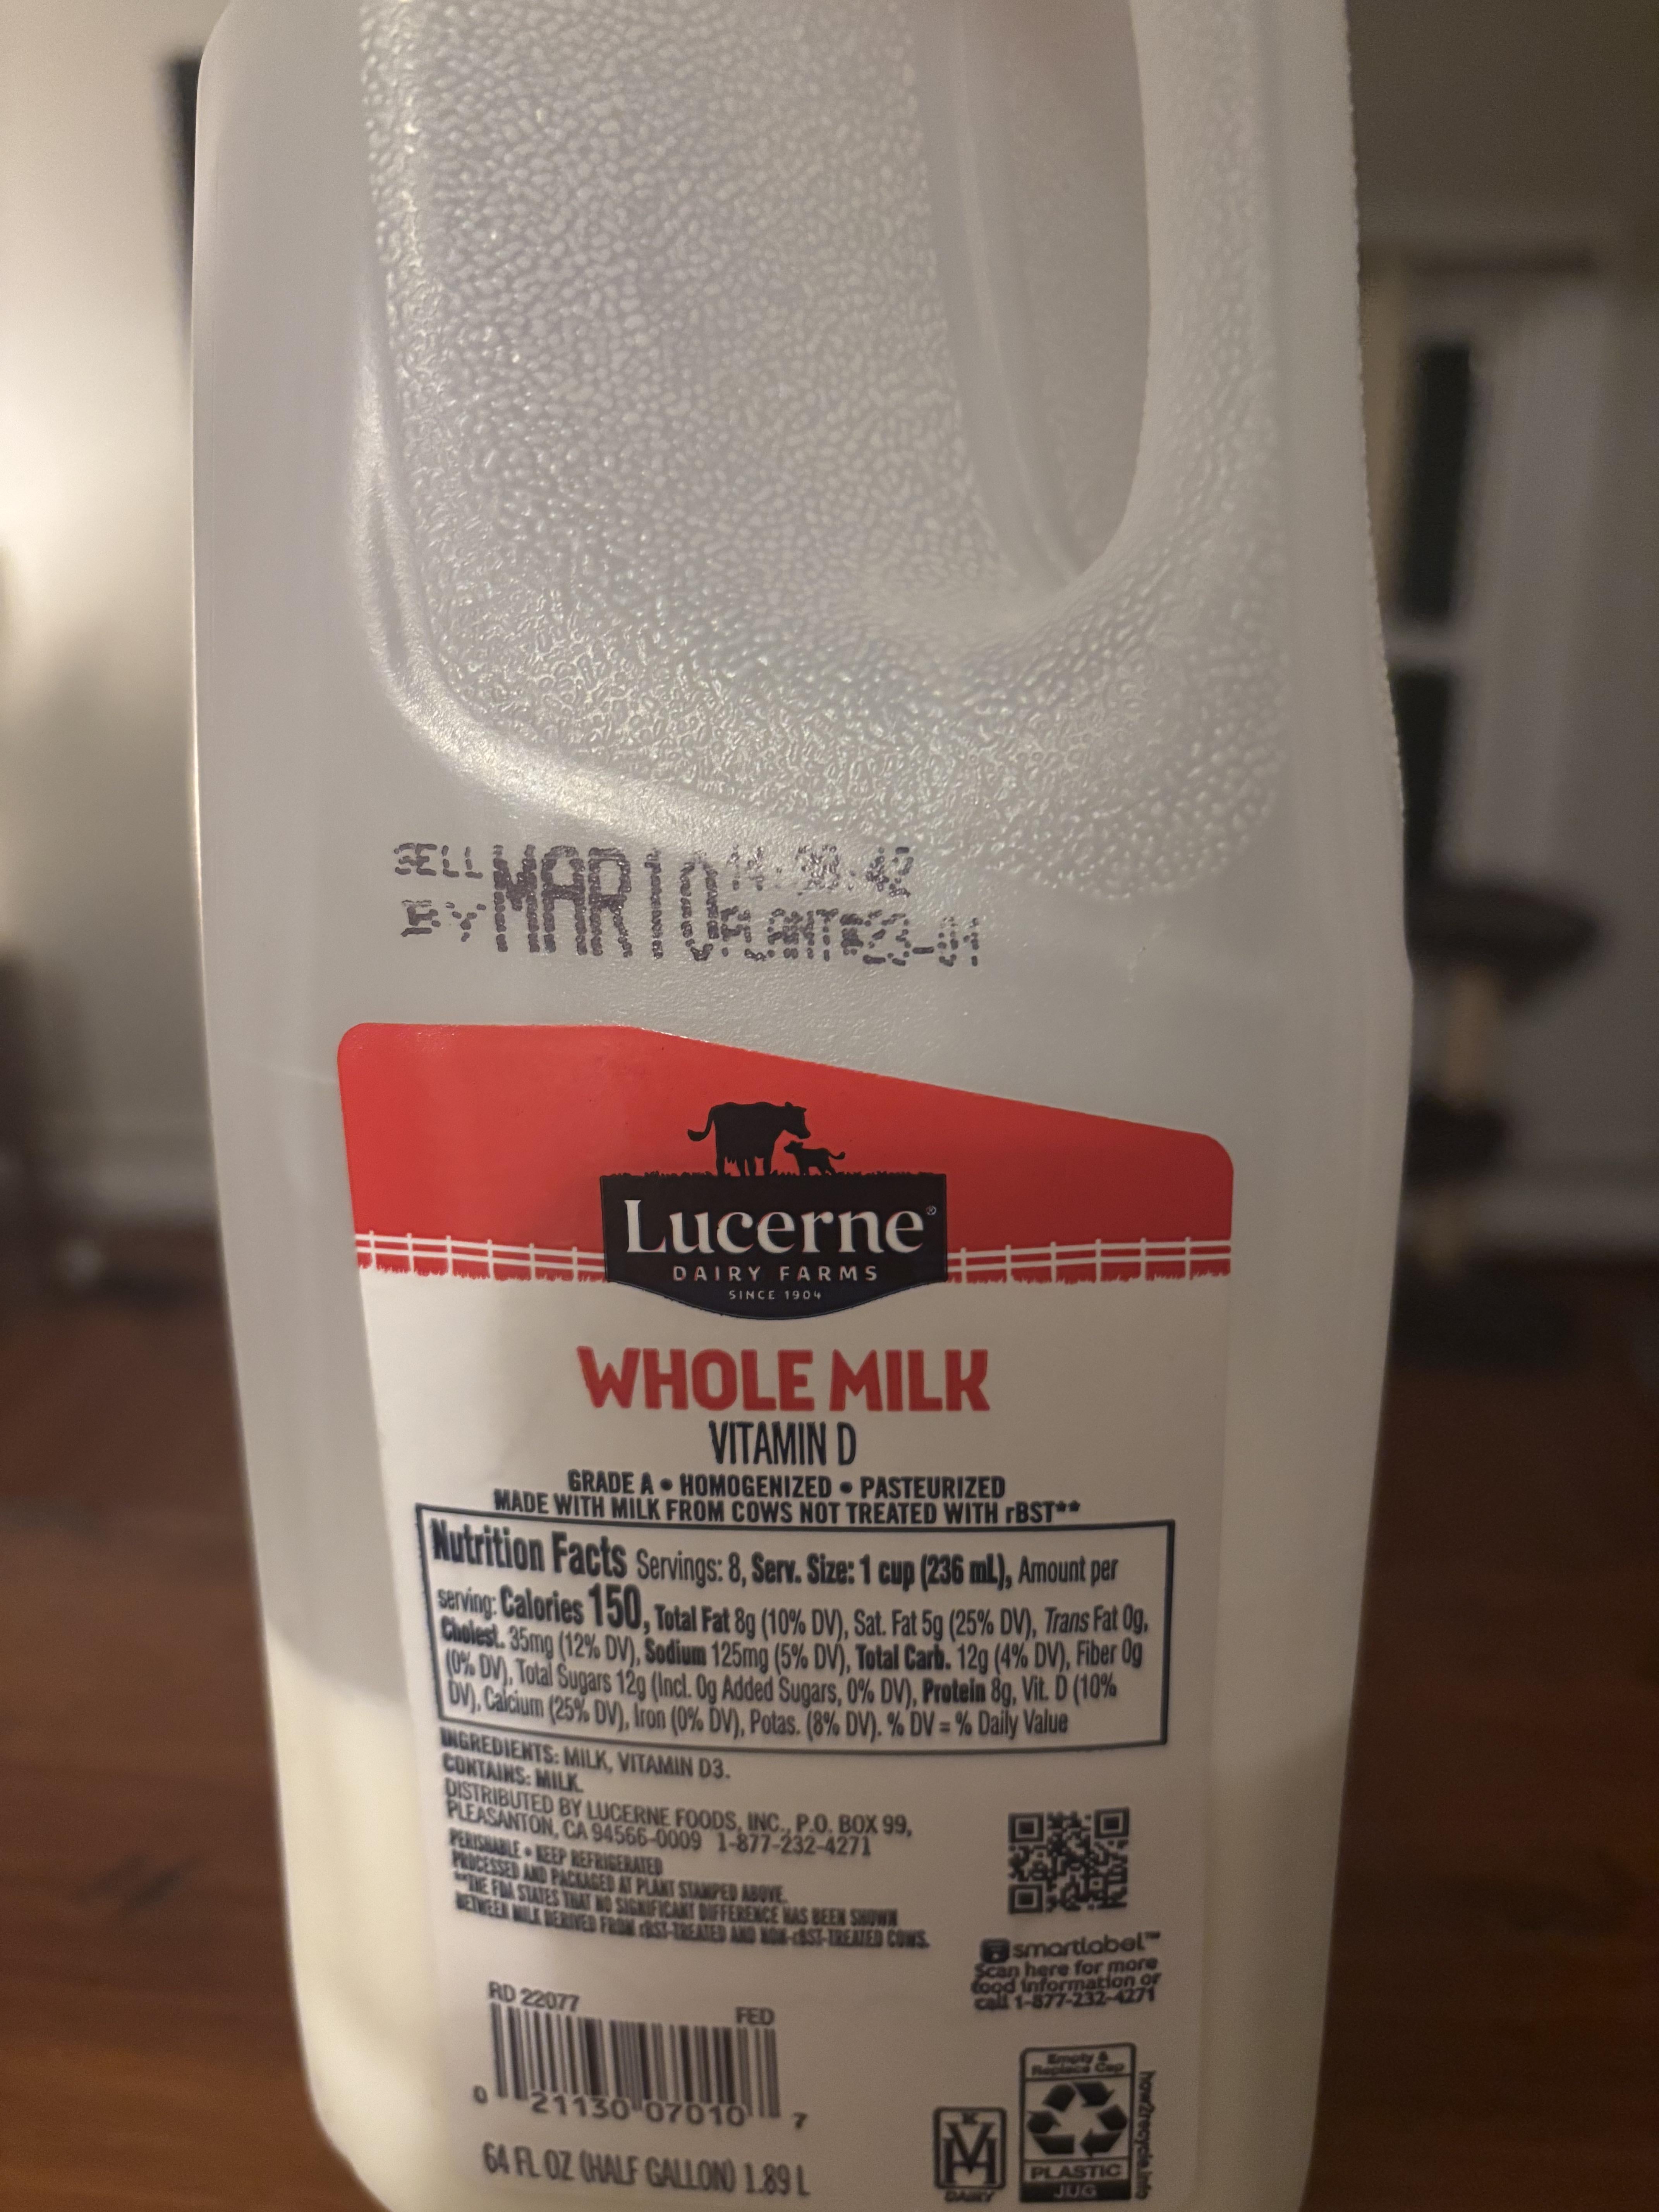 SELL
BY MAR
Lucerne®
DAIRY FARMS
SINCE 1904
WHOLE MILK
VITAMIN D
GRADE A • HOMOGENIZED • PASTEURIZED
MADE WITH MILK FROM COWS NOT TREATED WITH rBST**
Nutrition Facts Servings: 8, Serv. Size: 1 cup (236 mL), Amount per
serving: Calories 150, Total Fat 8g (10% DV), Sat. Fat 5g (25% DV), Trans Fat 0g,
Cholest. 35mg (12% DV), Sodium 125mg (5% DV), Total Carb. 12g (4% DV), Fiber 0g
(0% DV), Total Sugars 12g (Incl. 0g Added Sugars, 0% DV), Protein 8g, Vit. D (10%
DV), Calcium (25% DV), Iron (0% DV), Potas. (8% DV). % DV = % Daily Value
INGREDIENTS: MILK, VITAMIN D3.
CONTAINS: MILK.
DISTRIBUTED BY LUCERNE FOODS, INC., P.O. BOX 99,
PLEASANTON, CA 94566-0009 1-877-232-4271
PERISHABLE • KEEP REFRIGERATED
PROCESSED AND PACKAGED AT PLANT STAMPED ABOVE.
**THE FDA STATES THAT NO SIGNIFICANT DIFFERENCE HAS BEEN SHOWN
BETWEEN MILK DERIVED FROM rBST-TREATED AND NON-rBST-TREATED COWS.
smartlabel™
Scan here for more
food information or
call 1-877-232-4271
RD 22077
FED
0 21130 07010 7
64 FL OZ (HALF GALLON) 1.89 L
K
DAIRY
Empty &
Replace Cap
PLASTIC
JUG
how2recycle.info